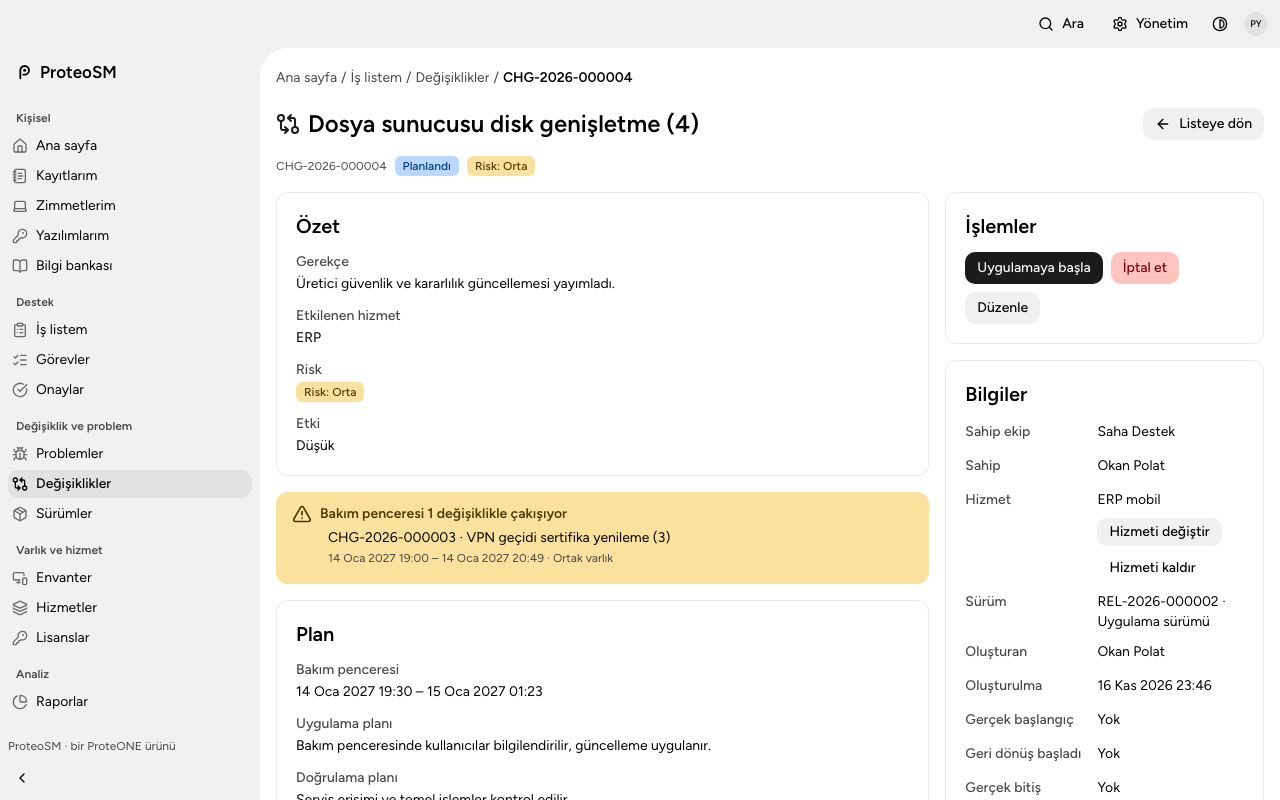 Ara
Yönetim
PY
ProteoSM
Kişisel
Ana sayfa
Kayıtlarım
Zimmetlerim
Yazılımlarım
Bilgi bankası
Destek
İş listem
Görevler
Onaylar
Değişiklik ve problem
Problemler
Değişiklikler
Sürümler
Varlık ve hizmet
Envanter
Hizmetler
Lisanslar
Analiz
Raporlar
ProteoSM · bir ProteONE ürünü
Ana sayfa / İş listem / Değişiklikler / CHG-2026-000004
Dosya sunucusu disk genişletme (4)
Listeye dön
CHG-2026-000004 Planlandı Risk: Orta
Özet
Gerekçe
Üretici güvenlik ve kararlılık güncellemesi yayımladı.
Etkilenen hizmet
ERP
Risk
Risk: Orta
Etki
Düşük
Bakım penceresi 1 değişiklikle çakışıyor
CHG-2026-000003 · VPN geçidi sertifika yenileme (3)
14 Oca 2027 19:00 – 14 Oca 2027 20:49 · Ortak varlık
Plan
Bakım penceresi
14 Oca 2027 19:30 – 15 Oca 2027 01:23
Uygulama planı
Bakım penceresinde kullanıcılar bilgilendirilir, güncelleme uygulanır.
Doğrulama planı
Servis erişimi ve temel işlemler kontrol edilir.
İşlemler
Uygulamaya başla
İptal et
Düzenle
Bilgiler
Sahip ekip Saha Destek
Sahip Okan Polat
Hizmet ERP mobil
Hizmeti değiştir
Hizmeti kaldır
Sürüm REL-2026-000002 ·
Uygulama sürümü
Oluşturan Okan Polat
Oluşturulma 16 Kas 2026 23:46
Gerçek başlangıç Yok
Geri dönüş başladı Yok
Gerçek bitiş Yok